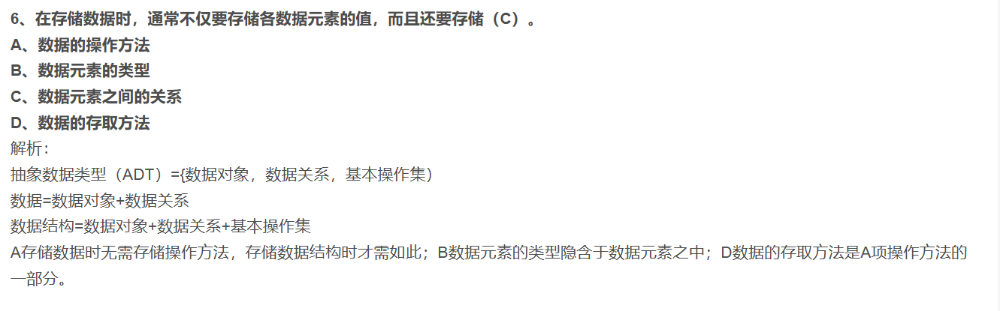 6、在存储数据时，通常不仅要存储各数据元素的值，而且还要存储（C）。
A、数据的操作方法
B、数据元素的类型
C、数据元素之间的关系
D、数据的存取方法
解析：
抽象数据类型（ADT）={数据对象，数据关系，基本操作集）
数据=数据对象+数据关系
数据结构=数据对象+数据关系+基本操作集
A存储数据时无需存储操作方法，存储数据结构时才需如此；B数据元素的类型隐含于数据元素之中；D数据的存取方法是A项操作方法的
一部分。